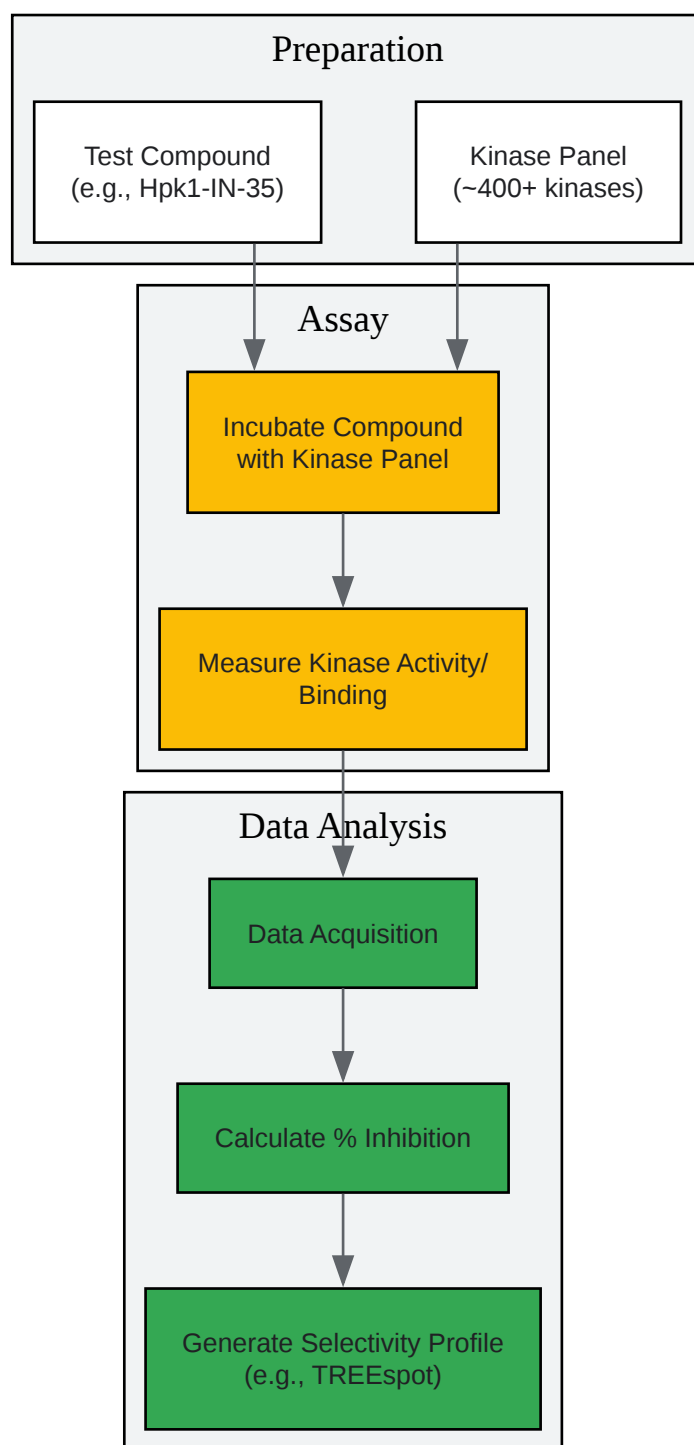 Preparation
Test Compound
(e.g., Hpk1-IN-35)
Kinase Panel
(~400+ kinases)
Assay
Incubate Compound
with Kinase Panel
Measure Kinase Activity/
Binding
Data Analysis
Data Acquisition
Calculate % Inhibition
Generate Selectivity Profile
(e.g., TREEspot)